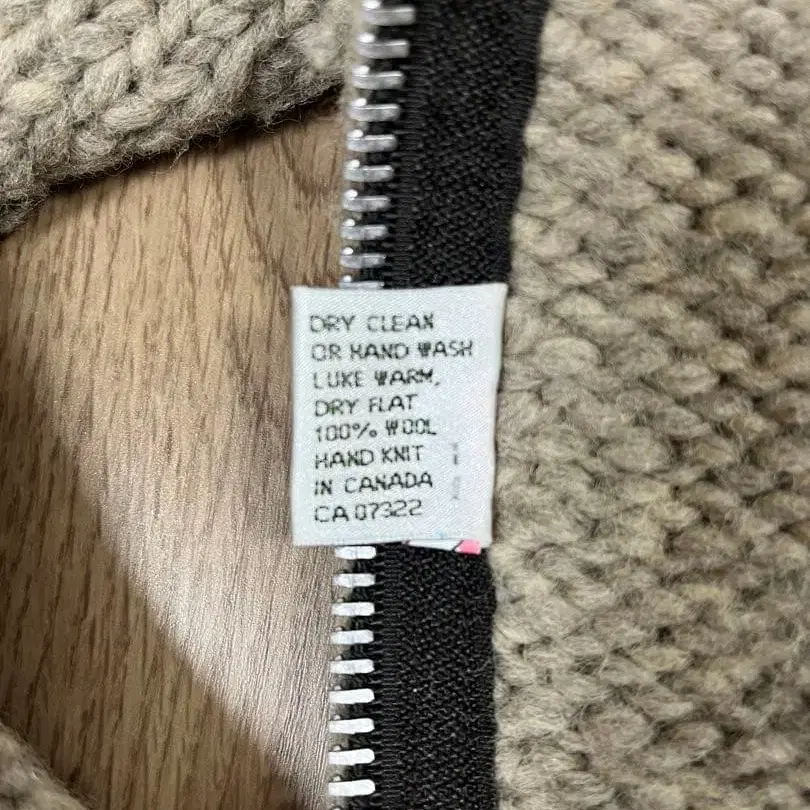 DRY CLEAN
OR HAND WASH
LUKE WARM,
DRY FLAT
100% WOOL
HAND KNIT
IN CANADA
CA 07322